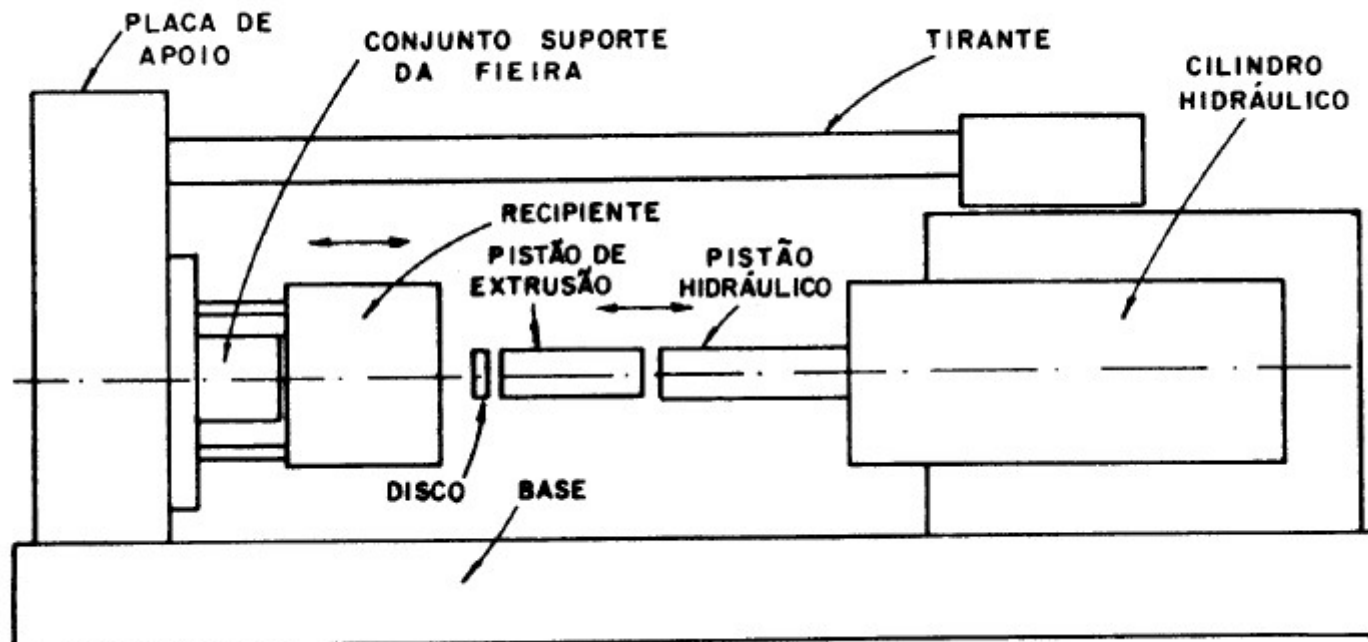 PLACA DE
APOIO
CONJUNTO SUPORTE
DA FIEIRA
TIRANTE
CILINDRO
HIDRÁULICO
RECIPIENTE
PISTÃO DE
EXTRUSÃO
PISTÃO
HIDRÁULICO
DISCO
BASE